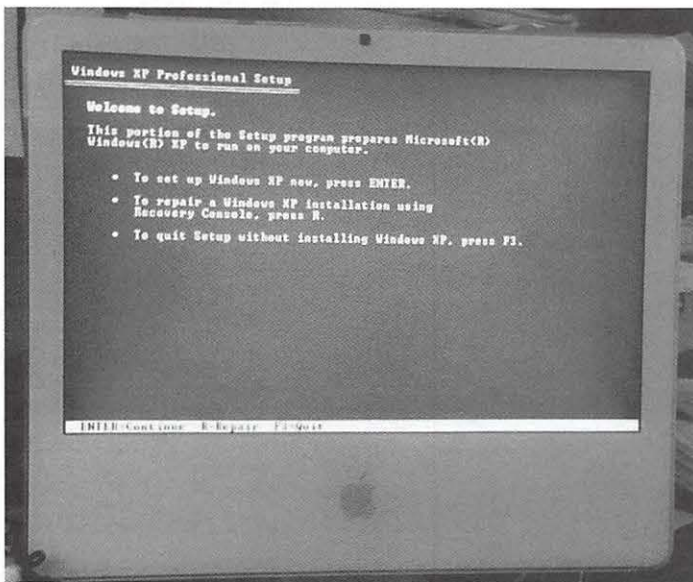 Windows XP Professional Setup
Welcome to Setup.
This portion of the Setup program prepares Microsoft(R)
Windows(R) XP to run on your computer.
• To set up Windows XP now, press ENTER.
• To repair a Windows XP installation using
Recovery Console, press R.
• To quit Setup without installing Windows XP, press F3.
ENTER=Continue R=Repair F3=Quit